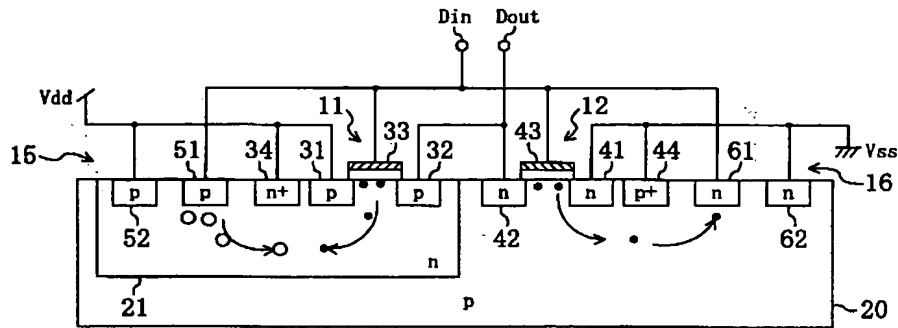 Din Dout
Vdd
11 12
33 43
15 51 34 31 32 41 44 61 Vss
16
p p n+ p p n n p+ n n
52 42 62
n
21 p 20